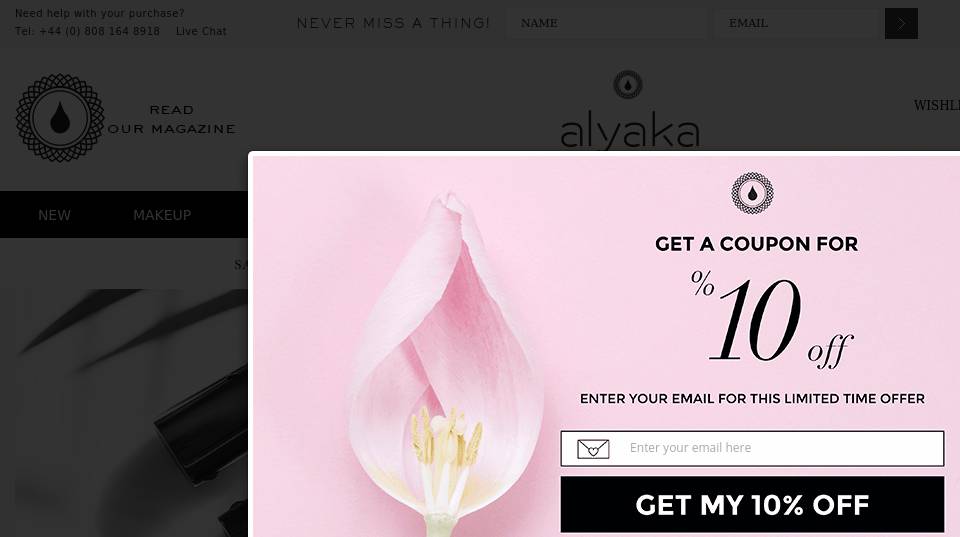 Need help with your purchase?
Tel: +44 (0) 808 164 8918 Live Chat
NEVER MISS A THING!
NAME
EMAIL
READ
OUR MAGAZINE
alyaka
NEW
MAKEUP
GET A COUPON FOR
%10 off
ENTER YOUR EMAIL FOR THIS LIMITED TIME OFFER
Enter your email here
GET MY 10% OFF